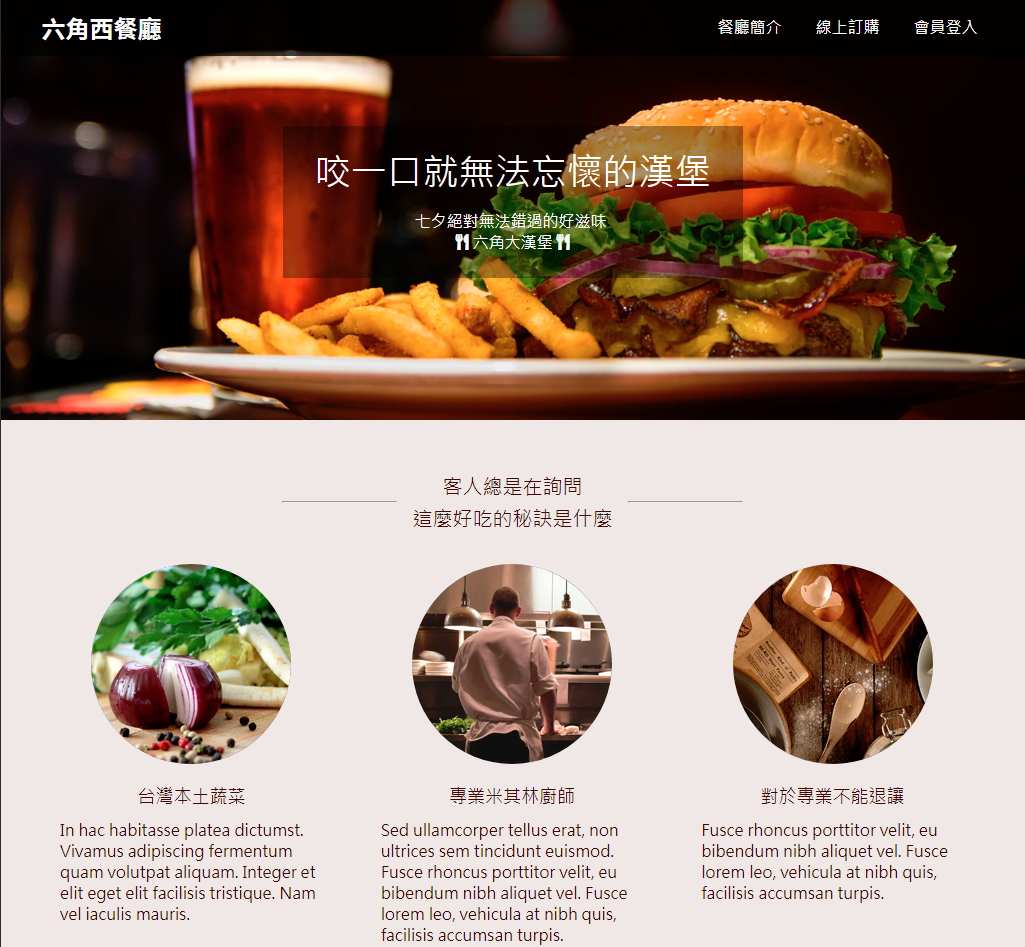 六角西餐廳
餐廳簡介 線上訂購 會員登入
咬一口就無法忘懷的漢堡
七夕絕對無法錯過的好滋味
六角大漢堡
客人總是在詢問
這麼好吃的秘訣是什麼
台灣本土蔬菜
In hac habitasse platea dictumst.
Vivamus adipiscing fermentum
quam volutpat aliquam. Integer et
elit eget elit facilisis tristique. Nam
vel iaculis mauris.
專業米其林廚師
Sed ullamcorper tellus erat, non
ultrices sem tincidunt euismod.
Fusce rhoncus porttitor velit, eu
bibendum nibh aliquet vel. Fusce
lorem leo, vehicula at nibh quis,
facilisis accumsan turpis.
對於專業不能退讓
Fusce rhoncus porttitor velit, eu
bibendum nibh aliquet vel. Fusce
lorem leo, vehicula at nibh quis,
facilisis accumsan turpis.